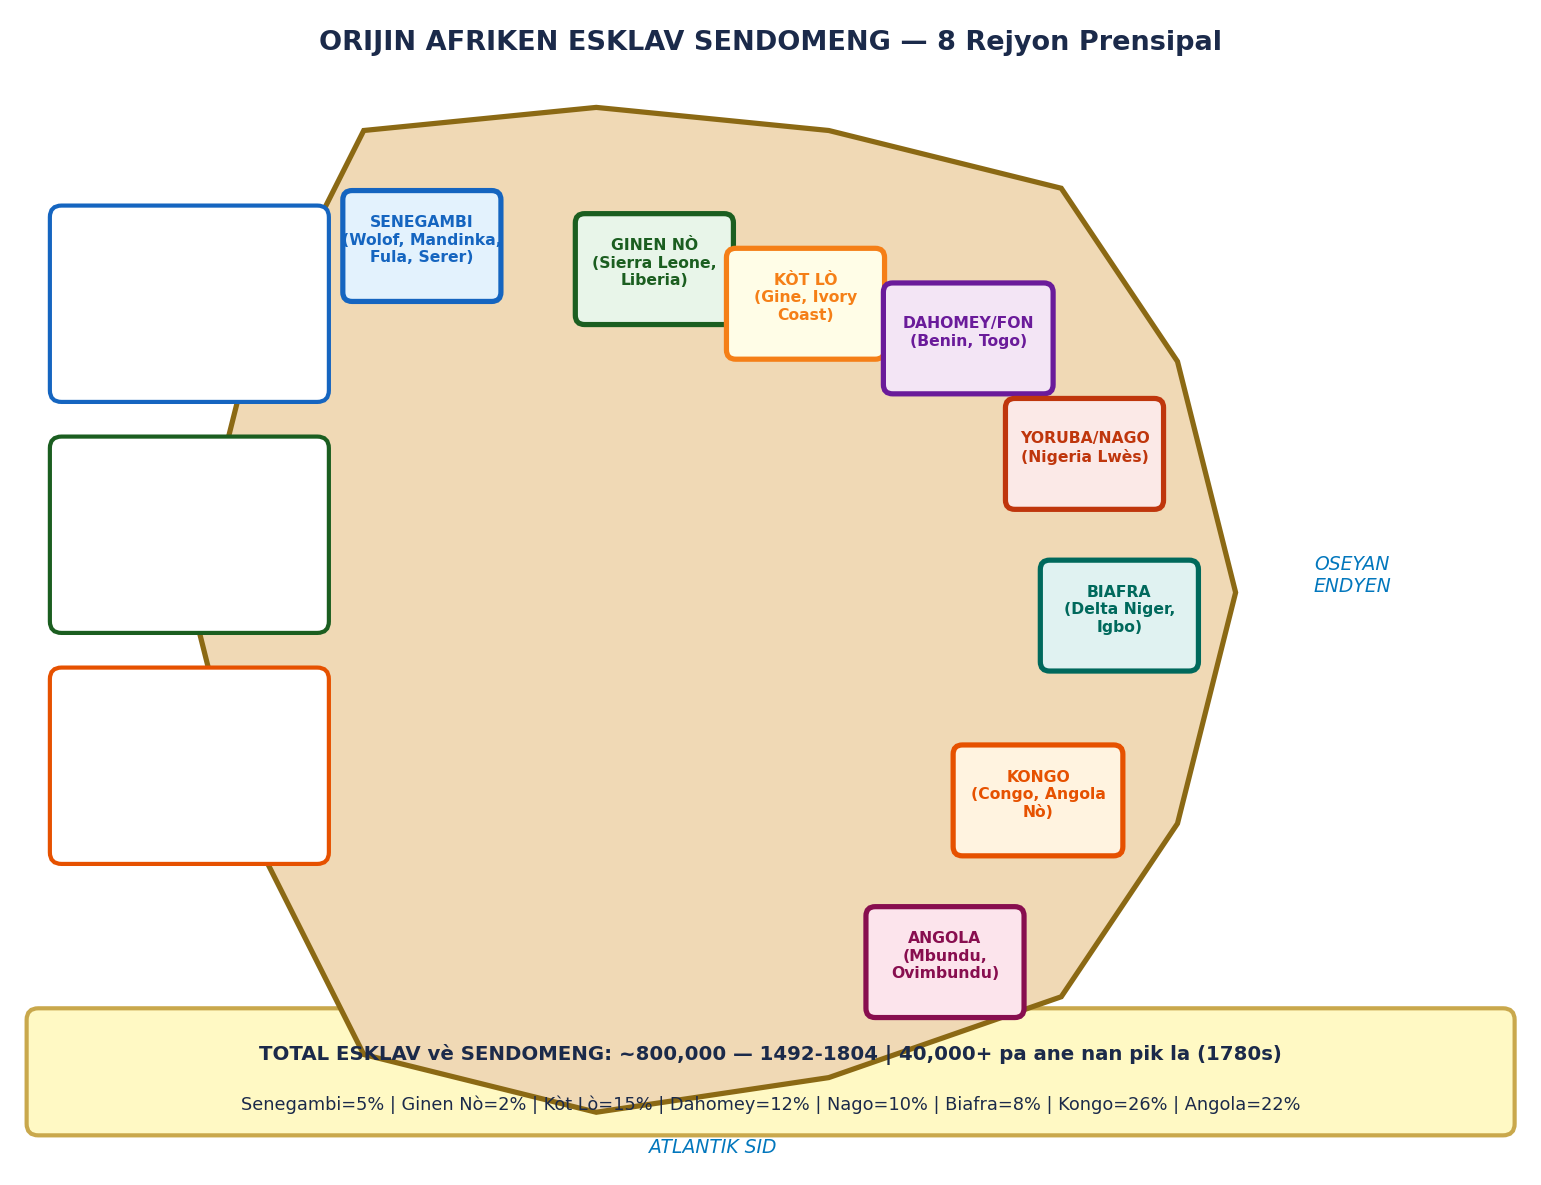 ORIJIN AFRIKEN ESKLAV SENDOMENG — 8 Rejyon Prensipal
SENEGAMBI
(Wolof, Mandinka,
Fula, Serer)
GINEN NÒ
(Sierra Leone,
Liberia)
KÒT LÒ
(Gine, Ivory
Coast)
DAHOMEY/FON
(Benin, Togo)
YORUBA/NAGO
(Nigeria Lwès)
OSEYAN
ENDYEN
BIAFRA
(Delta Niger,
Igbo)
KONGO
(Congo, Angola
Nò)
ANGOLA
(Mbundu,
Ovimbundu)
TOTAL ESKLAV vè SENDOMENG: ~800,000 — 1492-1804 | 40,000+ pa ane nan pik la (1780s)
Senegambi=5% | Ginen Nò=2% | Kòt Lò=15% | Dahomey=12% | Nago=10% | Biafra=8% | Kongo=26% | Angola=22%
ATLANTIK SID